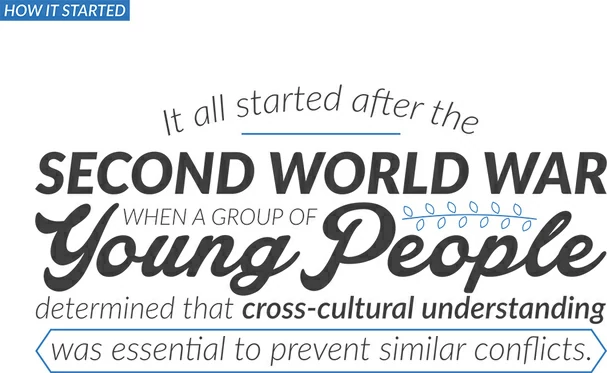 HOW IT STARTED
It all started after the
SECOND WORLD WAR
WHEN A GROUP OF
Young People
determined that cross-cultural understanding
was essential to prevent similar conflicts.